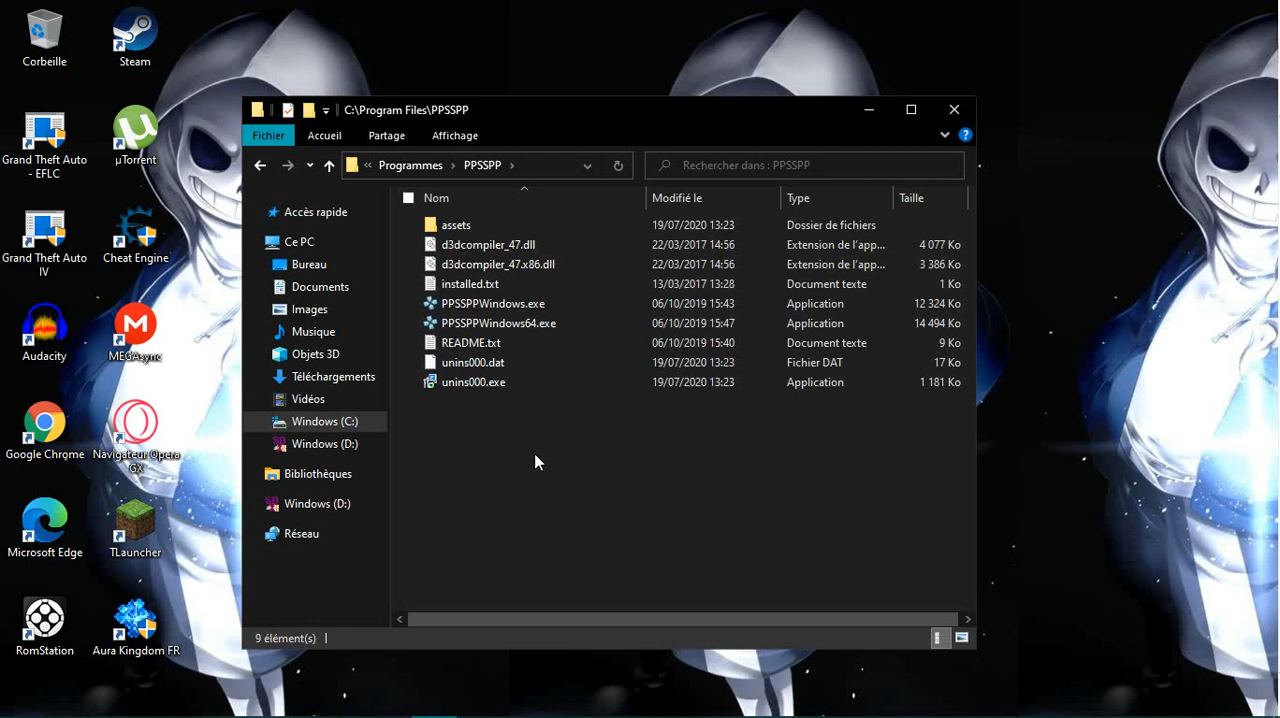 Corbeille
Steam
Grand Theft Auto - EFLC
µTorrent
Grand Theft Auto IV
Cheat Engine
Audacity
MEGAsync
Google Chrome
Navigateur Opera GX
Microsoft Edge
TLauncher
RomStation
Aura Kingdom FR
C:\Program Files\PPSSPP
Fichier Accueil Partage Affichage
« Programmes › PPSSPP ›
Rechercher dans : PPSSPP
Accès rapide
Ce PC
Bureau
Documents
Images
Musique
Objets 3D
Téléchargements
Vidéos
Windows (C:)
Windows (D:)
Bibliothèques
Windows (D:)
Réseau
Nom Modifié le Type Taille
assets 19/07/2020 13:23 Dossier de fichiers
d3dcompiler_47.dll 22/03/2017 14:56 Extension de l'app... 4 077 Ko
d3dcompiler_47.x86.dll 22/03/2017 14:56 Extension de l'app... 3 386 Ko
installed.txt 13/03/2017 13:28 Document texte 1 Ko
PPSSPPWindows.exe 06/10/2019 15:43 Application 12 324 Ko
PPSSPPWindows64.exe 06/10/2019 15:47 Application 14 494 Ko
README.txt 06/10/2019 15:40 Document texte 9 Ko
unins000.dat 19/07/2020 13:23 Fichier DAT 17 Ko
unins000.exe 19/07/2020 13:23 Application 1 181 Ko
9 élément(s)